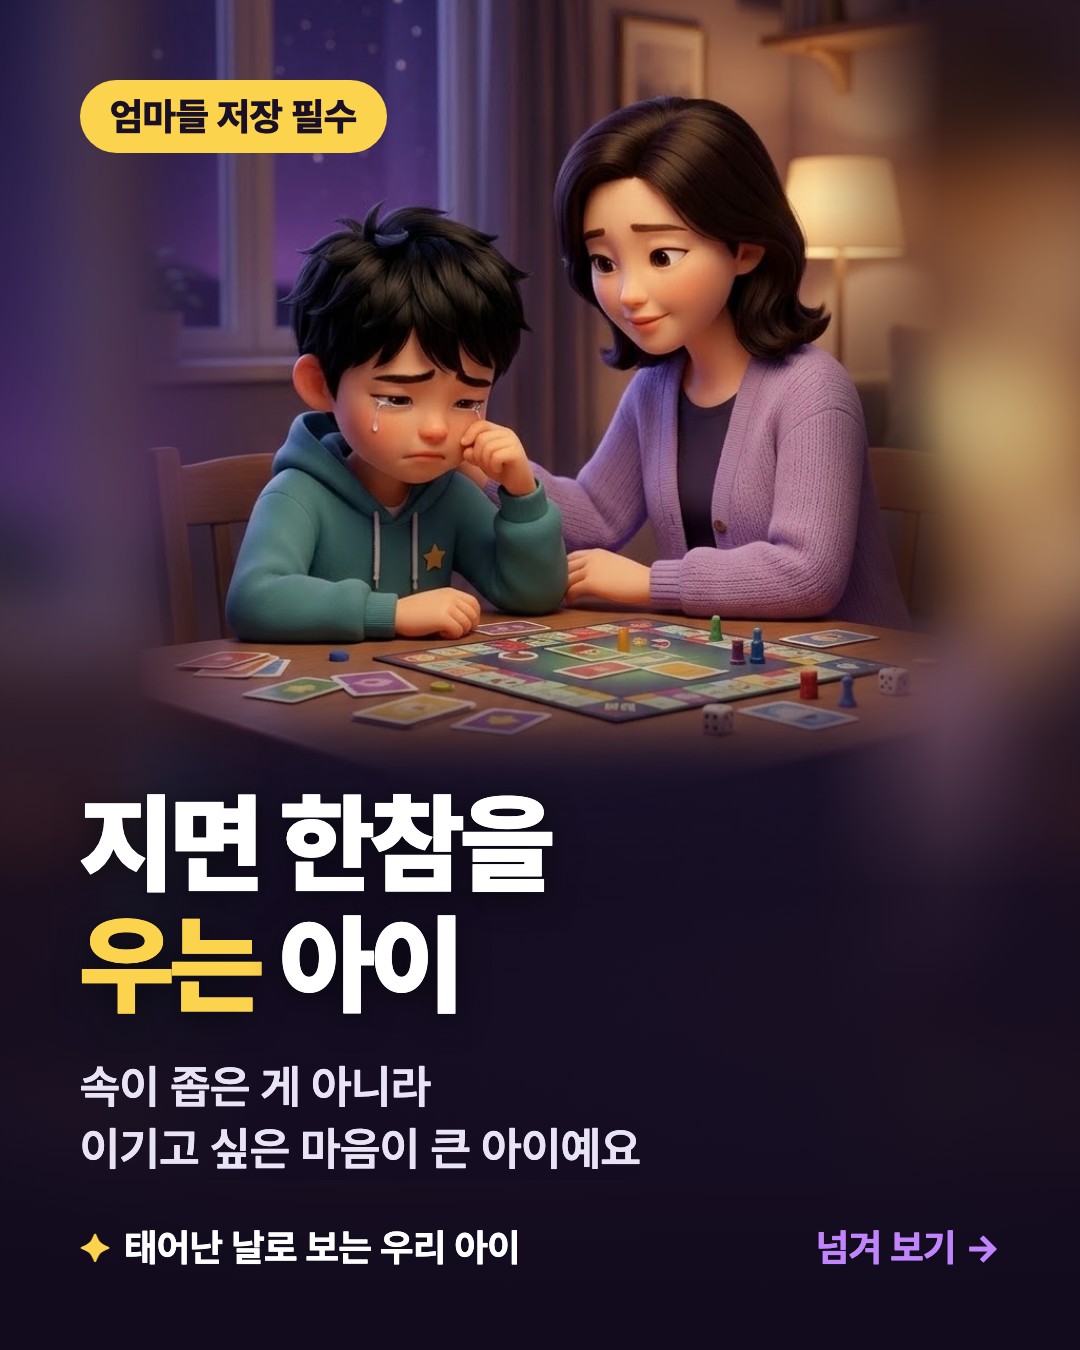 엄마들 저장 필수
지면 한참을
우는 아이
속이 좁은 게 아니라
이기고 싶은 마음이 큰 아이예요
태어난 날로 보는 우리 아이
넘겨 보기 →